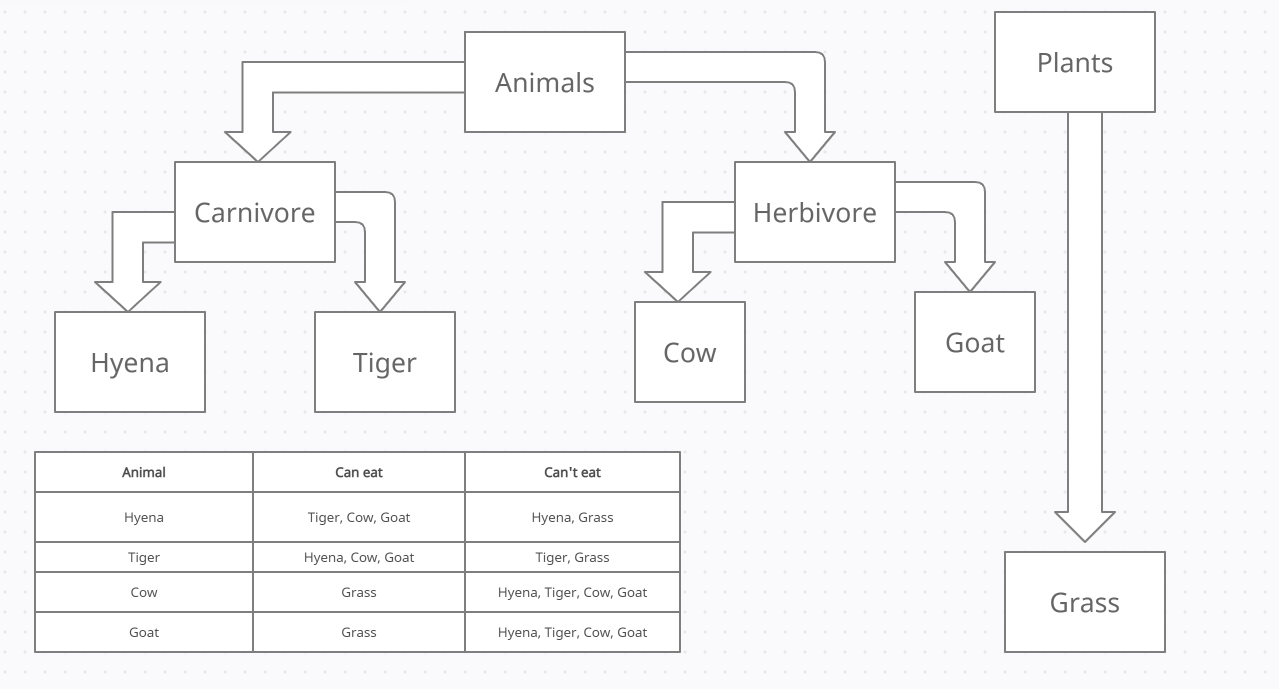 Plants
Animals
Carnivore
Herbivore
Hyena
Tiger
Cow
Goat
Grass
Animal Can eat Can't eat
Hyena Tiger, Cow, Goat Hyena, Grass
Tiger Hyena, Cow, Goat Tiger, Grass
Cow Grass Hyena, Tiger, Cow, Goat
Goat Grass Hyena, Tiger, Cow, Goat